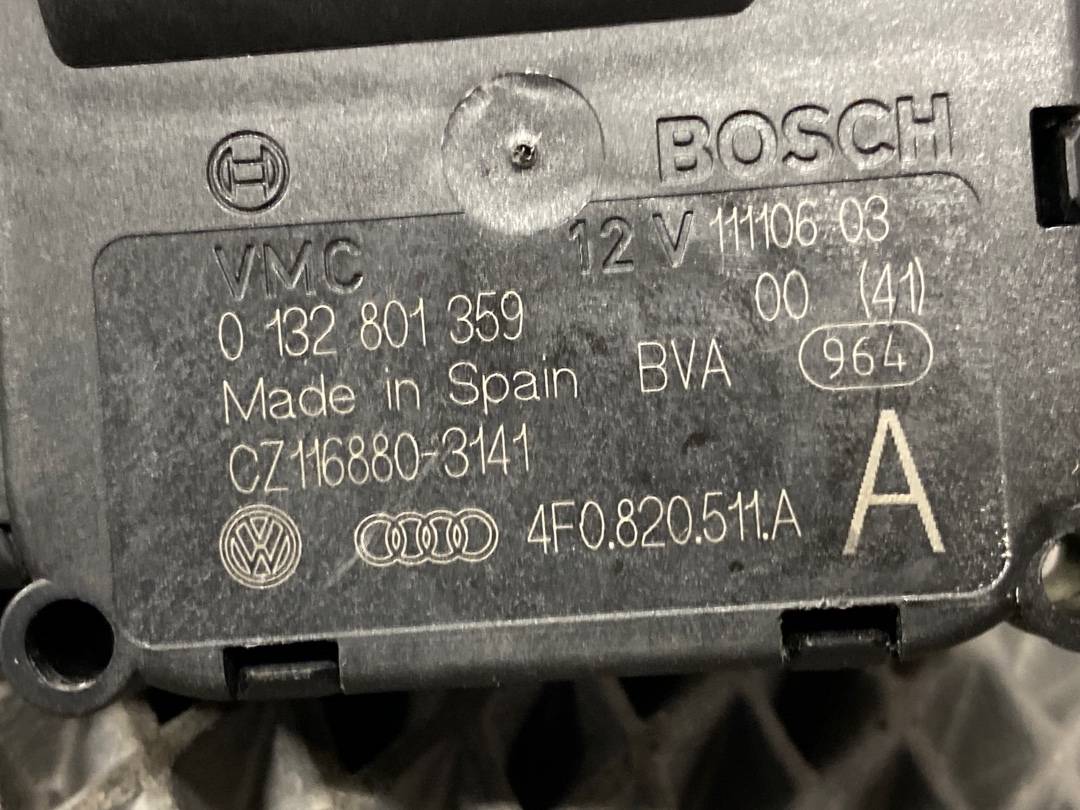 BOSCH
VMC 12 V 111106 03
0 132 801 359 00 (41)
Made in Spain BVA 964
CZ116880-3141
4F0.820.511.A A